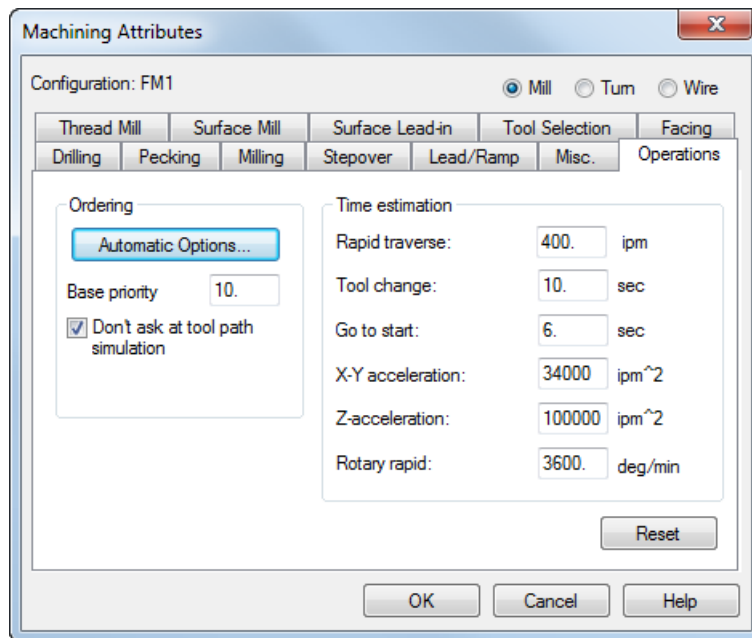 Machining Attributes
Configuration: FM1
Mill Turn Wire
Thread Mill Surface Mill Surface Lead-in Tool Selection Facing
Drilling Pecking Milling Stepover Lead/Ramp Misc. Operations
Ordering
Automatic Options...
Base priority 10.
Don't ask at tool path
simulation
Time estimation
Rapid traverse: 400. ipm
Tool change: 10. sec
Go to start: 6. sec
X-Y acceleration: 34000 ipm^2
Z-acceleration: 100000 ipm^2
Rotary rapid: 3600. deg/min
Reset
OK Cancel Help